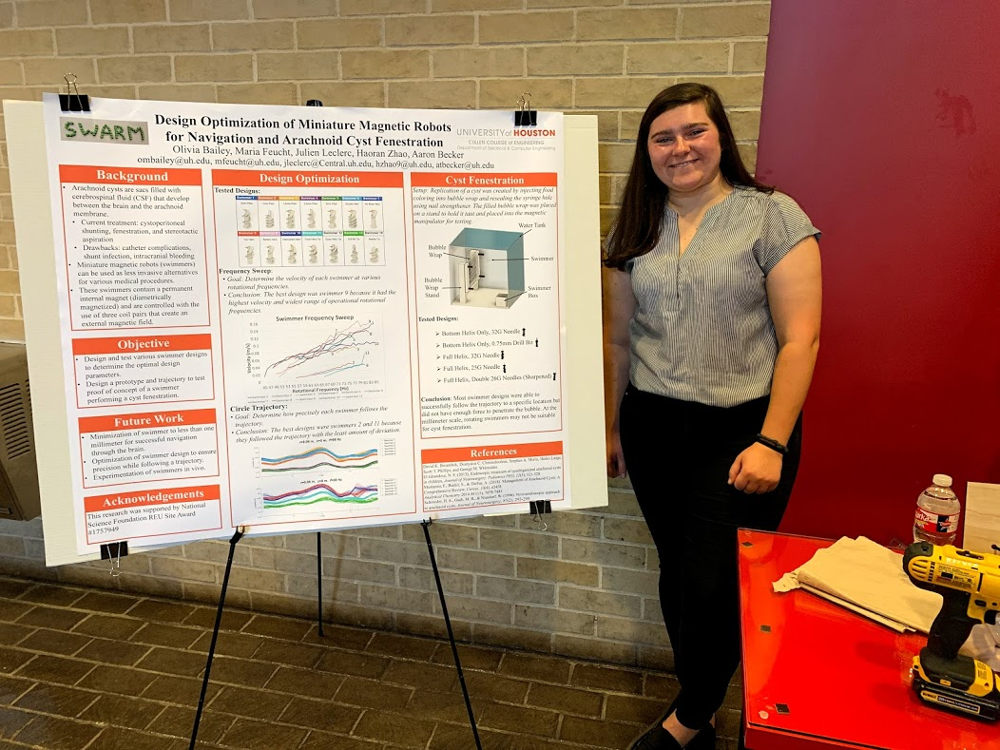 SWARM
Design Optimization of Miniature Magnetic Robots
for Navigation and Arachnoid Cyst Fenestration
Olivia Bailey, Maria Feucht, Julien Leclerc, Haoran Zhao, Aaron Becker
ombailey@uh.edu, mfeucht@uh.edu, jleclerc@Central.uh.edu, hzhao9@uh.edu, atbecker@uh.edu
UNIVERSITY of HOUSTON
CULLEN COLLEGE of ENGINEERING
Department of Electrical & Computer Engineering
Background
• Arachnoid cysts are sacs filled with
cerebrospinal fluid (CSF) that develop
between the brain and the arachnoid
membrane.
• Current treatment: cystoperitoneal
shunting, fenestration, and stereotactic
aspiration
• Drawbacks: catheter complications,
shunt infection, intracranial bleeding
• Miniature magnetic robots (swimmers)
can be used as less invasive alternatives
for various medical procedures.
• These swimmers contain a permanent
internal magnet (diametrically
magnetized) and are controlled with the
use of three coil pairs that create an
external magnetic field.
Objective
• Design and test various swimmer designs
to determine the optimal design
parameters.
• Design a prototype and trajectory to test
proof of concept of a swimmer
performing a cyst fenestration.
Future Work
• Minimization of swimmer to less than one
millimeter for successful navigation
through the brain.
• Optimization of swimmer design to ensure
precision while following a trajectory.
• Experimentation of swimmers in vivo.
Acknowledgements
This research was supported by National
Science Foundation REU Site Award
#1757949
Design Optimization
Tested Designs:
Frequency Sweep:
• Goal: Determine the velocity of each swimmer at various
rotational frequencies.
• Conclusion: The best design was swimmer 9 because it had the
highest velocity and widest range of operational rotational
frequencies.
Swimmer Frequency Sweep
Velocity (m/s)
Rotational Frequency (Hz)
Circle Trajectory:
• Goal: Determine how precisely each swimmer follows the
trajectory.
• Conclusion: The best designs were swimmers 2 and 11 because
they followed the trajectory with the least amount of deviation.
Cyst Fenestration
Setup: Replication of a cyst was created by injecting food
coloring into bubble wrap and resealing the syringe hole
using nail strengthener. The filled bubble wrap was placed
on a stand to hold it taut and placed into the magnetic
manipulator for testing.
Water Tank
Bubble
Wrap
Swimmer
Bubble
Wrap
Stand
Swimmer
Box
Tested Designs:
➢ Bottom Helix Only, 32G Needle
➢ Bottom Helix Only, 0.75mm Drill Bit
➢ Full Helix, 32G Needle
➢ Full Helix, 25G Needle
➢ Full Helix, Double 26G Needles (Sharpened)
Conclusion: Most swimmer designs were able to
successfully follow the trajectory to a specific location but
did not have enough force to penetrate the bubble. At the
millimeter scale, rotating swimmers may not be suitable
for cyst fenestration.
References